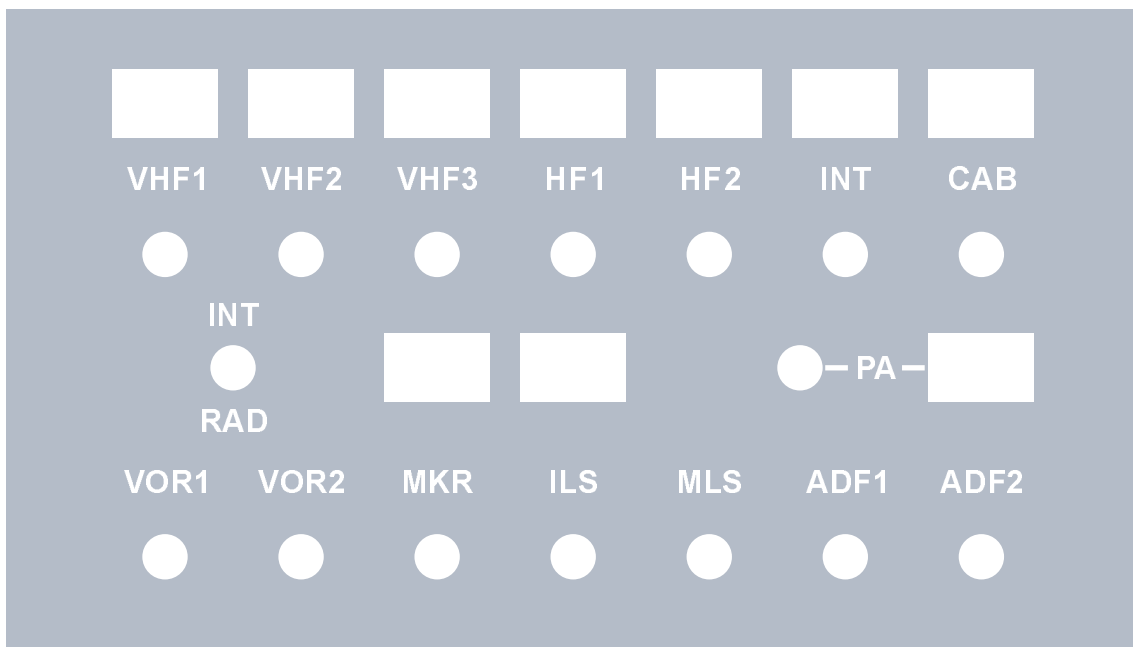 VHF1 VHF2 VHF3 HF1 HF2 INT CAB
INT
PA
RAD
VOR1 VOR2 MKR ILS MLS ADF1 ADF2